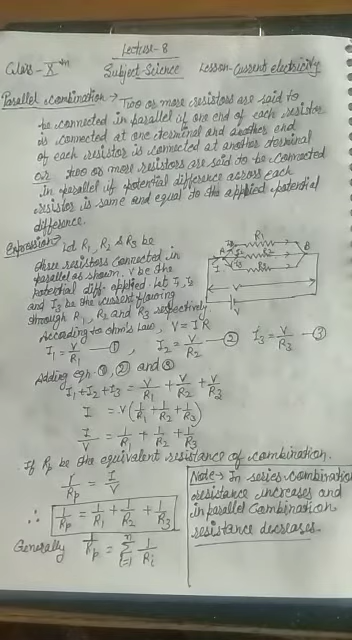 Lecture-8
Class-Xth Subject-Science Lesson-Current electricity
Parallel combination → Two or more resistors are said to
be connected in parallel if one end of each resistor
is connected at one terminal and another end
of each resistor is connected at another terminal
or two or more resistors are said to be connected
in parallel if potential difference across each
resistor is same and equal to the applied potential
difference.
Expression → Let R1, R2 & R3 be
three resistors connected in
parallel as shown. V be the
potential diff. applied. Let I1, I2
and I3 be the current flowing
through R1, R2 and R3 respectively
R1
A
B
I
V
According to ohm's law, V = IR
I1 = V/R1 — ①, I2 = V/R2 — ② I3 = V/R3 — ③
Adding eqn. ①, ② and ③
I1 + I2 + I3 = V/R1 + V/R2 + V/R3
I = V(1/R1 + 1/R2 + 1/R3)
I/V = 1/R1 + 1/R2 + 1/R3
If Rp be the equivalent resistance of combination.
1/Rp = I/V
∴ 1/Rp = 1/R1 + 1/R2 + 1/R3
Generally 1/Rp = Σ n i=1 1/Ri
Note → In series combination
resistance increases and
in parallel combination
resistance decreases.